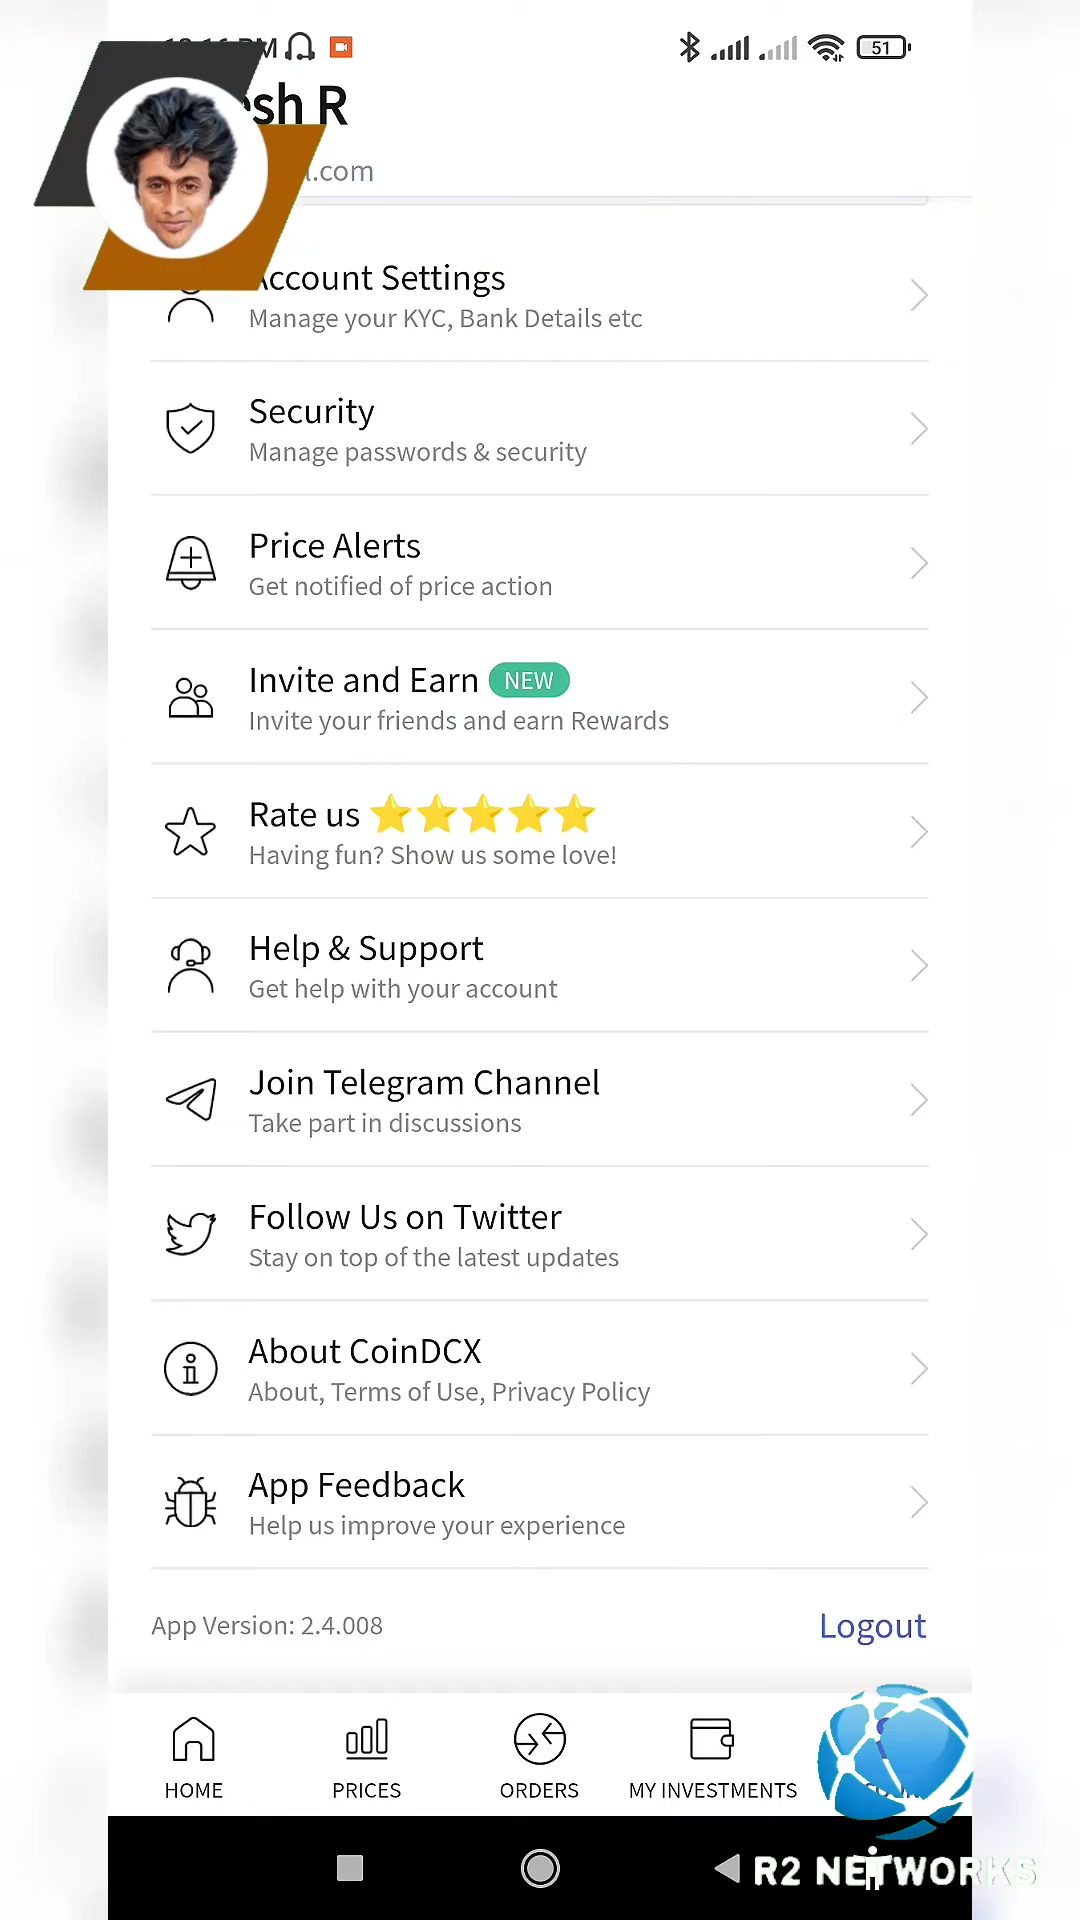 51
esh R
.com
Account Settings
Manage your KYC, Bank Details etc
Security
Manage passwords & security
Price Alerts
Get notified of price action
Invite and Earn NEW
Invite your friends and earn Rewards
Rate us ⭐⭐⭐⭐⭐
Having fun? Show us some love!
Help & Support
Get help with your account
Join Telegram Channel
Take part in discussions
Follow Us on Twitter
Stay on top of the latest updates
About CoinDCX
About, Terms of Use, Privacy Policy
App Feedback
Help us improve your experience
App Version: 2.4.008
Logout
HOME PRICES ORDERS MY INVESTMENTS
R2 NETWORKS